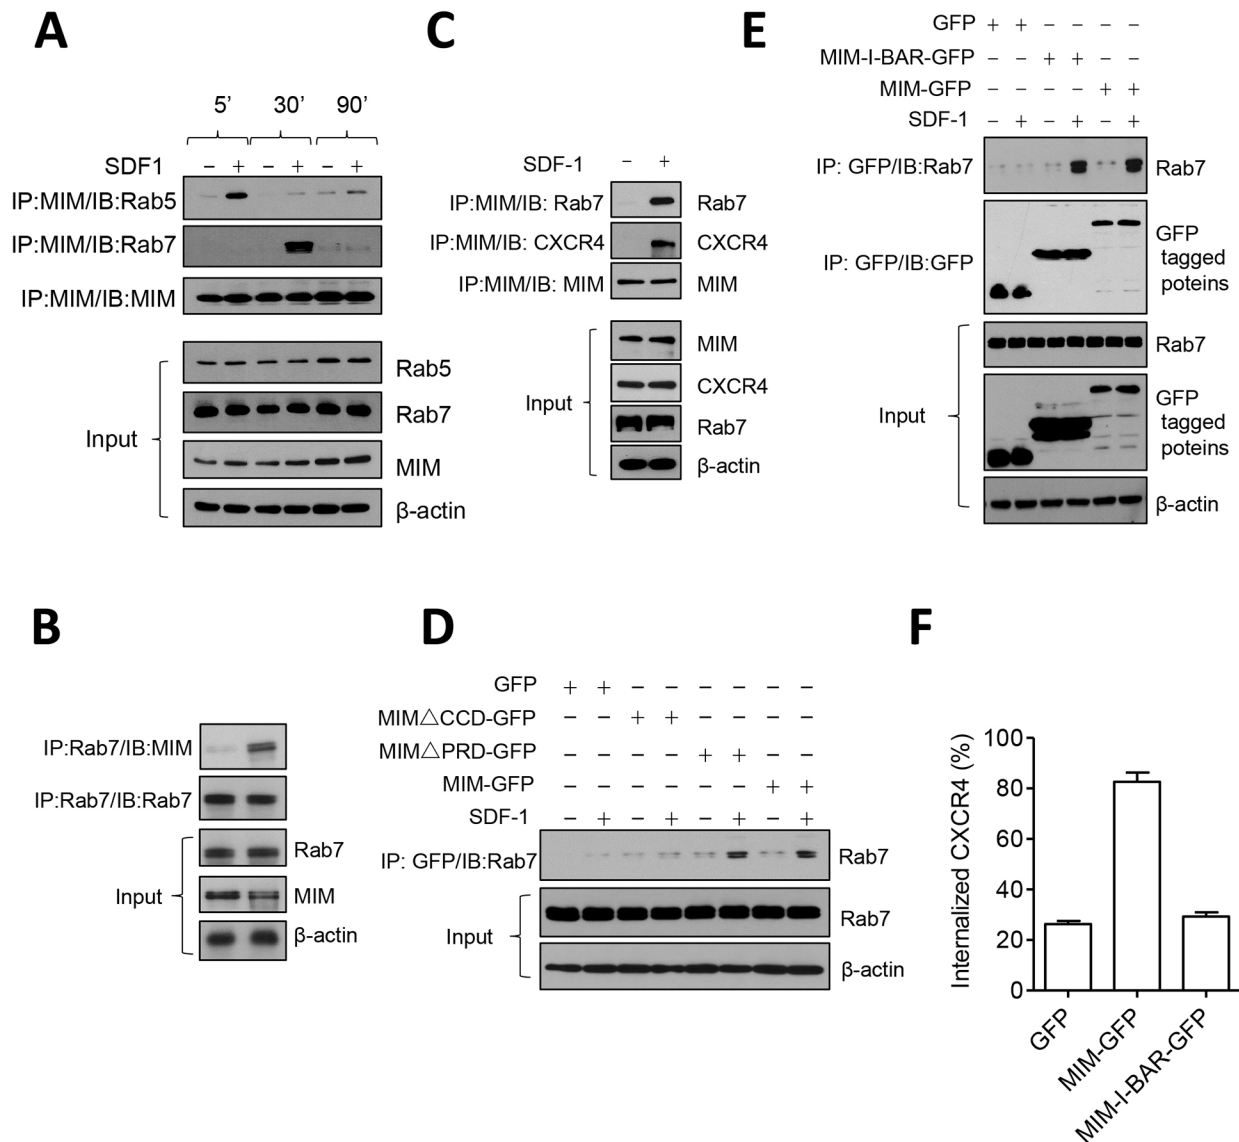 A
5' 30' 90'
SDF1 – + – + – +
IP:MIM/IB:Rab5
IP:MIM/IB:Rab7
IP:MIM/IB:MIM
Input
Rab5
Rab7
MIM
β-actin
C
SDF-1 – +
IP:MIM/IB: Rab7 Rab7
IP:MIM/IB: CXCR4 CXCR4
IP:MIM/IB: MIM MIM
Input
MIM
CXCR4
Rab7
β-actin
E
GFP + + – – – –
MIM-I-BAR-GFP – – + + – –
MIM-GFP – – – – + +
SDF-1 – + – + – +
IP: GFP/IB:Rab7 Rab7
IP: GFP/IB:GFP
GFP
tagged
poteins
Input
Rab7
GFP
tagged
poteins
β-actin
B
IP:Rab7/IB:MIM
IP:Rab7/IB:Rab7
Input
Rab7
MIM
β-actin
D
GFP + + – – – – – –
MIM△CCD-GFP – – + + – – – –
MIM△PRD-GFP – – – – + + – –
MIM-GFP – – – – – – + +
SDF-1 – + – + – + – +
IP: GFP/IB:Rab7 Rab7
Input
Rab7
β-actin
F
Internalized CXCR4 (%)
100
80
60
40
20
0
GFP
MIM-GFP
MIM-I-BAR-GFP